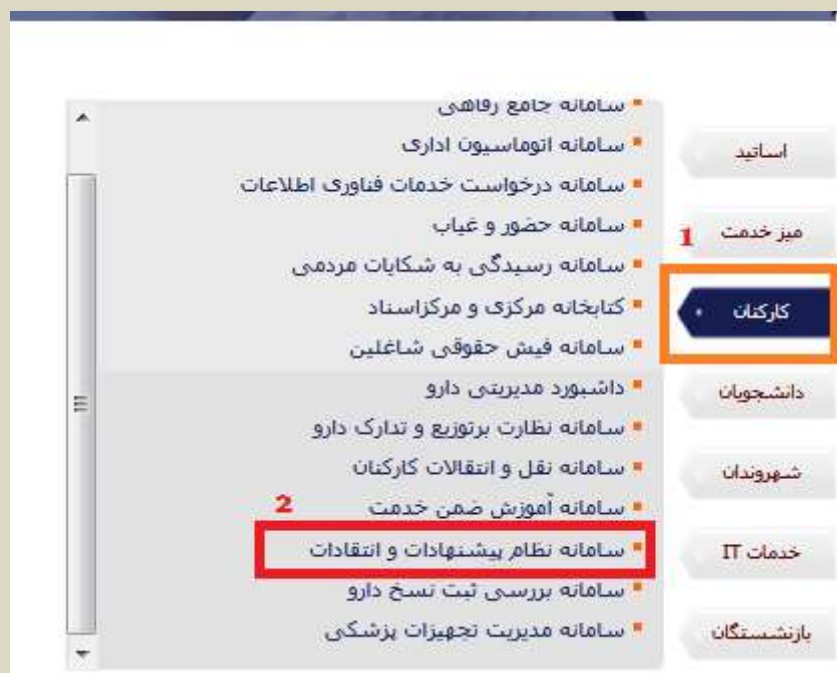 اساتید
میز خدمت
1
کارکنان
دانشجویان
شهروندان
خدمات IT
بازنشستگان
سامانه جامع رفاهی
سامانه اتوماسیون اداری
سامانه درخواست خدمات فناوری اطلاعات
سامانه حضور و غیاب
سامانه رسیدگی به شکایات مردمی
کتابخانه مرکزی و مرکزاسناد
سامانه فیش حقوقی شاغلین
داشبورد مدیریتی دارو
سامانه نظارت برتوزیع و تدارک دارو
سامانه نقل و انتقالات کارکنان
سامانه آموزش ضمن خدمت
2
سامانه نظام پیشنهادات و انتقادات
سامانه بررسی ثبت نسخ دارو
سامانه مدیریت تجهیزات پزشکی